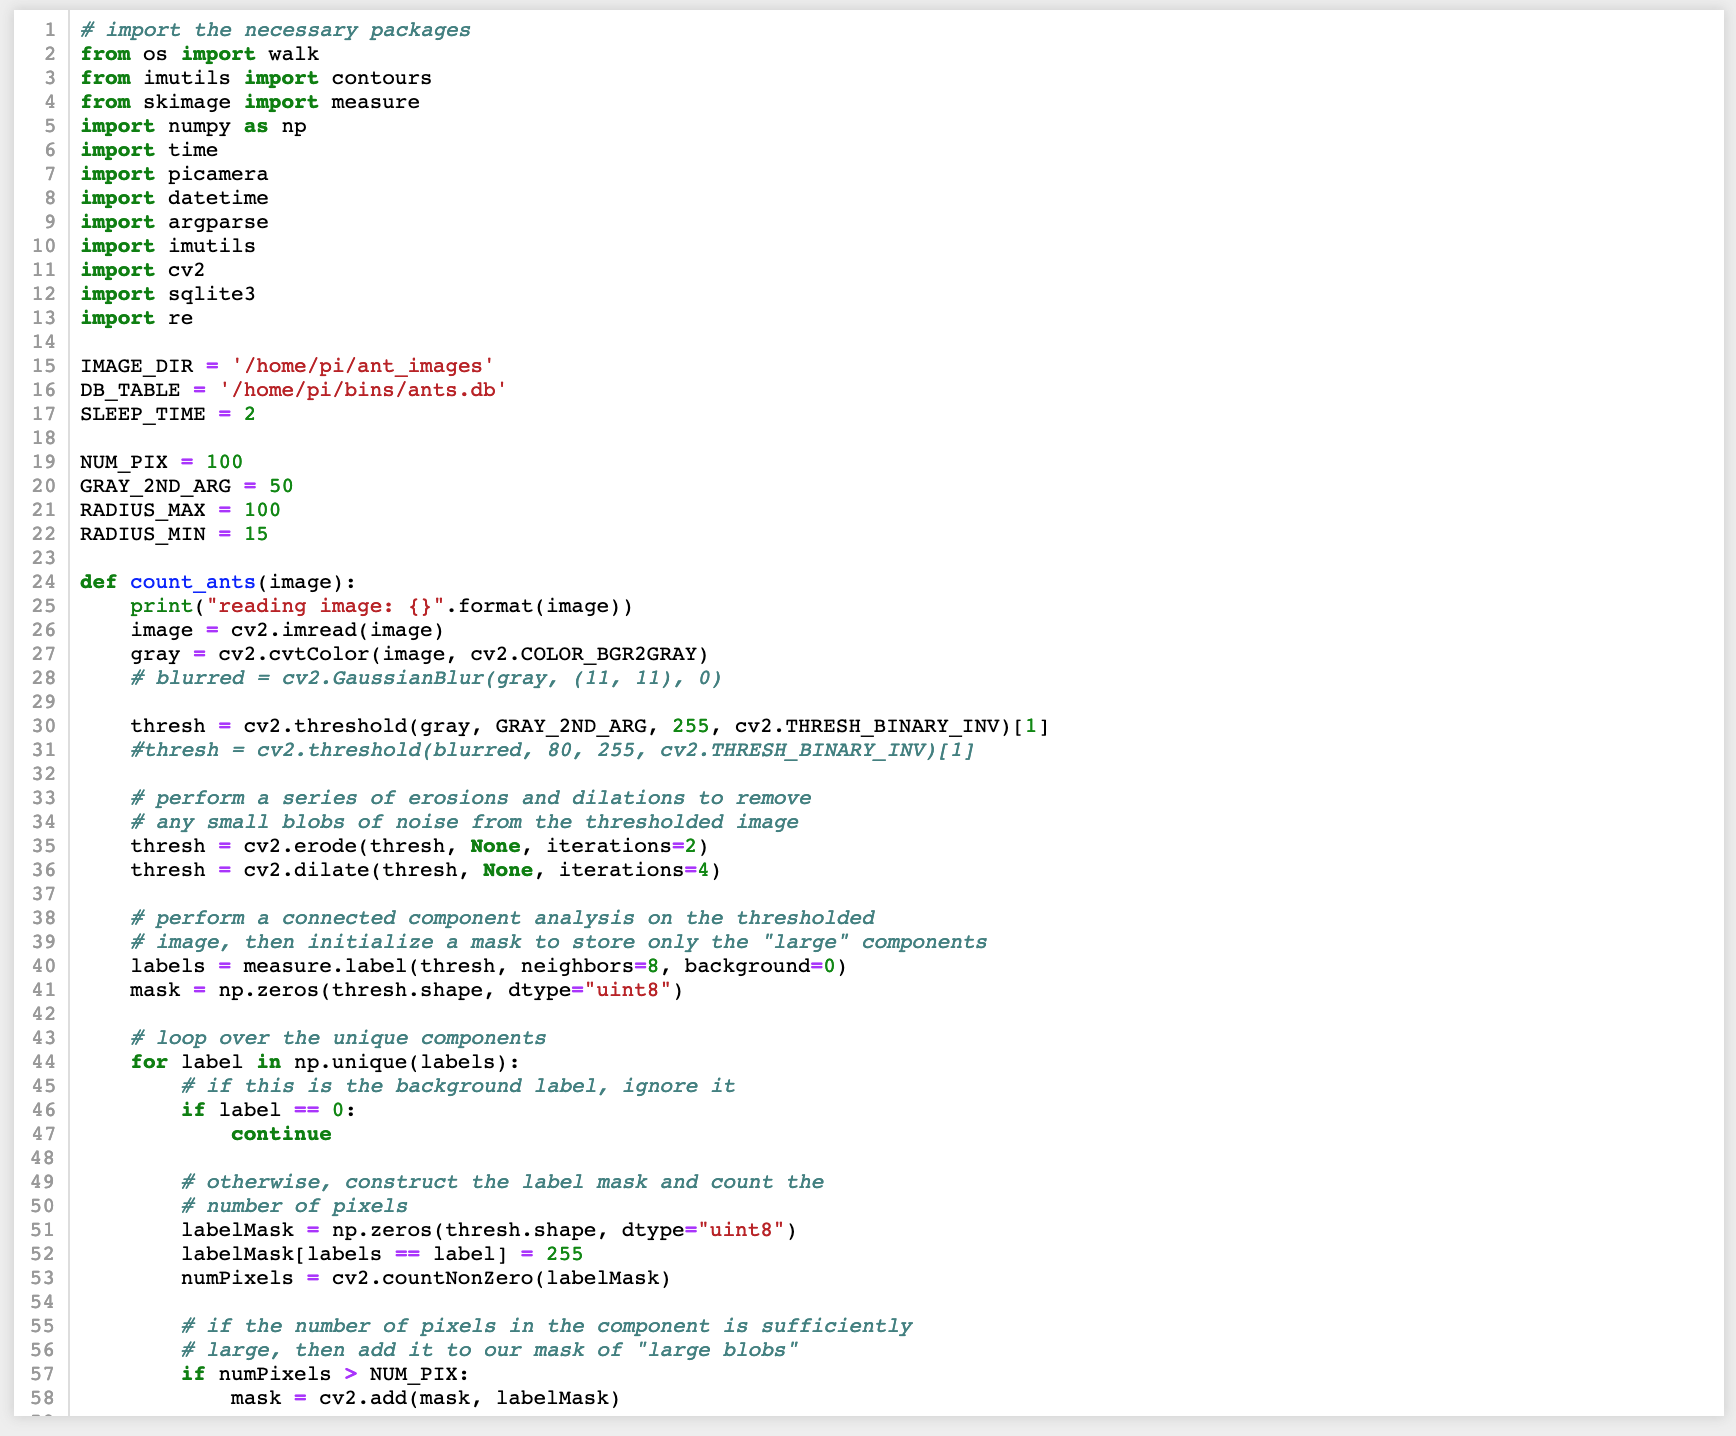 1 # import the necessary packages
2 from os import walk
3 from imutils import contours
4 from skimage import measure
5 import numpy as np
6 import time
7 import picamera
8 import datetime
9 import argparse
10 import imutils
11 import cv2
12 import sqlite3
13 import re
14
15 IMAGE_DIR = '/home/pi/ant_images'
16 DB_TABLE = '/home/pi/bins/ants.db'
17 SLEEP_TIME = 2
18
19 NUM_PIX = 100
20 GRAY_2ND_ARG = 50
21 RADIUS_MAX = 100
22 RADIUS_MIN = 15
23
24 def count_ants(image):
25     print("reading image: {}".format(image))
26     image = cv2.imread(image)
27     gray = cv2.cvtColor(image, cv2.COLOR_BGR2GRAY)
28     # blurred = cv2.GaussianBlur(gray, (11, 11), 0)
29
30     thresh = cv2.threshold(gray, GRAY_2ND_ARG, 255, cv2.THRESH_BINARY_INV)[1]
31     #thresh = cv2.threshold(blurred, 80, 255, cv2.THRESH_BINARY_INV)[1]
32
33     # perform a series of erosions and dilations to remove
34     # any small blobs of noise from the thresholded image
35     thresh = cv2.erode(thresh, None, iterations=2)
36     thresh = cv2.dilate(thresh, None, iterations=4)
37
38     # perform a connected component analysis on the thresholded
39     # image, then initialize a mask to store only the "large" components
40     labels = measure.label(thresh, neighbors=8, background=0)
41     mask = np.zeros(thresh.shape, dtype="uint8")
42
43     # loop over the unique components
44     for label in np.unique(labels):
45         # if this is the background label, ignore it
46         if label == 0:
47             continue
48
49         # otherwise, construct the label mask and count the
50         # number of pixels
51         labelMask = np.zeros(thresh.shape, dtype="uint8")
52         labelMask[labels == label] = 255
53         numPixels = cv2.countNonZero(labelMask)
54
55         # if the number of pixels in the component is sufficiently
56         # large, then add it to our mask of "large blobs"
57         if numPixels > NUM_PIX:
58             mask = cv2.add(mask, labelMask)